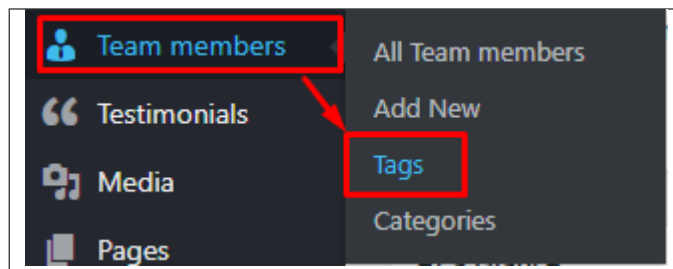 Team members
Testimonials
Media
Pages
All Team members
Add New
Tags
Categories